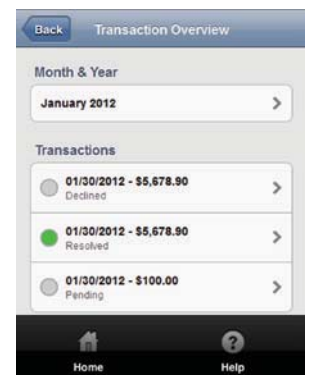 Back Transaction Overview
Month & Year
January 2012
Transactions
01/30/2012 - $5,678.90
Declined
01/30/2012 - $5,678.90
Resolved
01/30/2012 - $100.00
Pending
Home Help